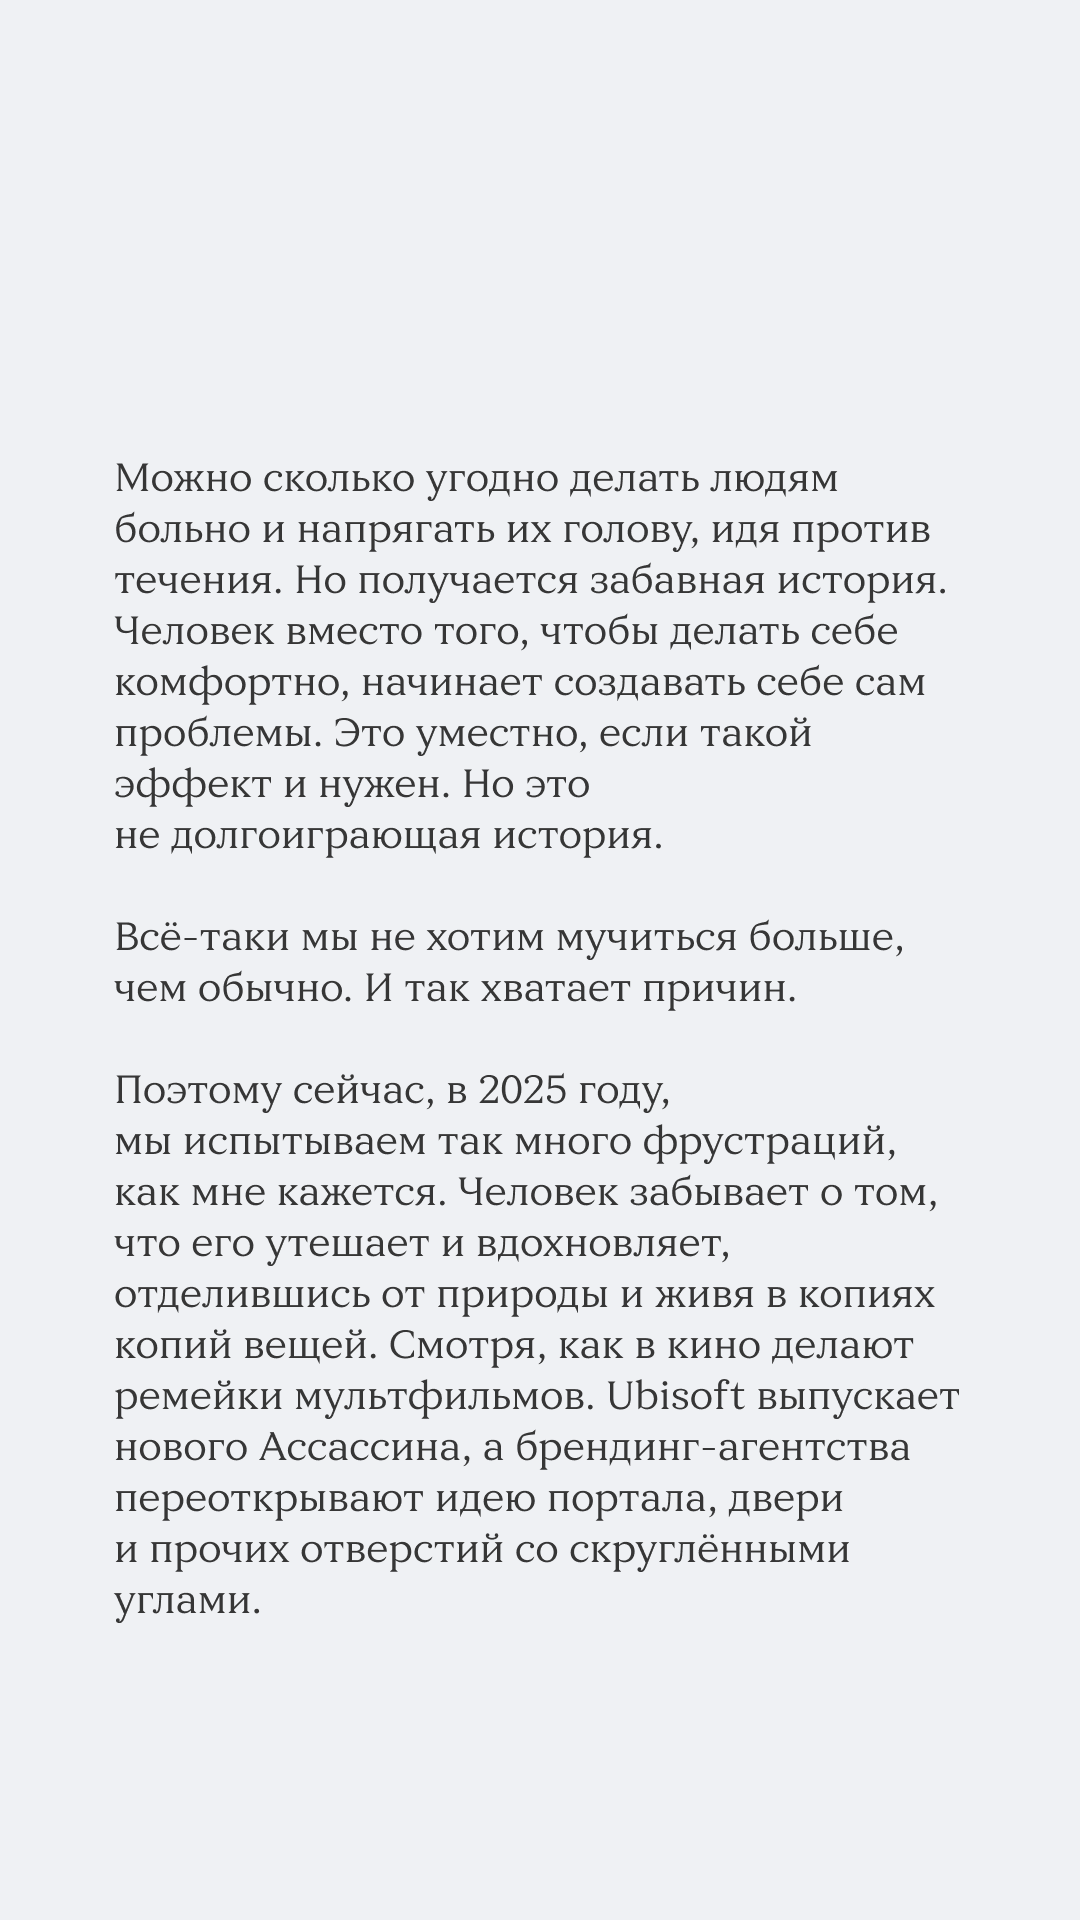 Можно сколько угодно делать людям
больно и напрягать их голову, идя против
течения. Но получается забавная история.
Человек вместо того, чтобы делать себе
комфортно, начинает создавать себе сам
проблемы. Это уместно, если такой
эффект и нужен. Но это
не долгоиграющая история.
Всё-таки мы не хотим мучиться больше,
чем обычно. И так хватает причин.
Поэтому сейчас, в 2025 году,
мы испытываем так много фрустраций,
как мне кажется. Человек забывает о том,
что его утешает и вдохновляет,
отделившись от природы и живя в копиях
копий вещей. Смотря, как в кино делают
ремейки мультфильмов. Ubisoft выпускает
нового Ассассина, а брендинг-агентства
переоткрывают идею портала, двери
и прочих отверстий со скруглёнными
углами.